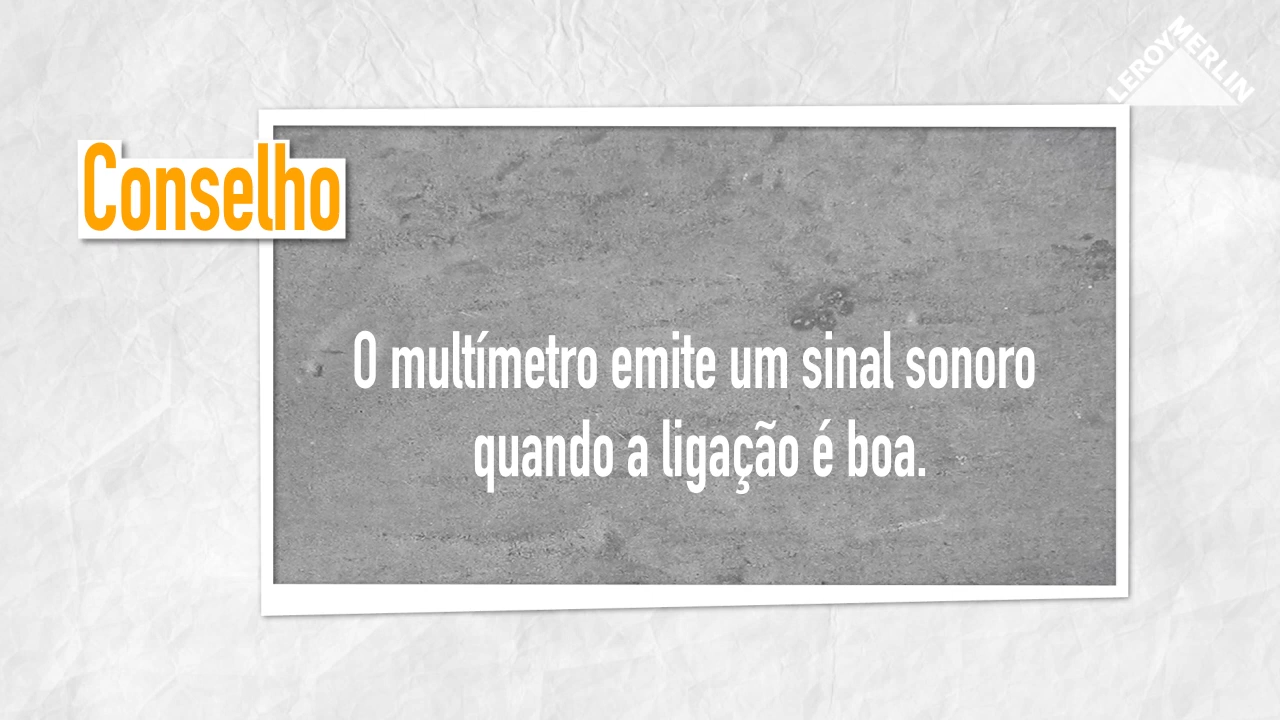 LEROY MERLIN
Conselho
O multímetro emite um sinal sonoro
quando a ligação é boa.